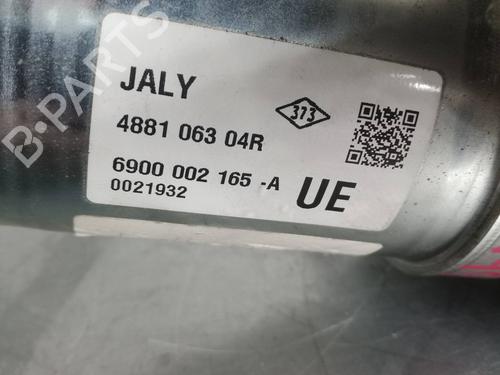 B-PARTS
JALY
373
4881 063 04R
6900 002 165 -A
0021932
UE